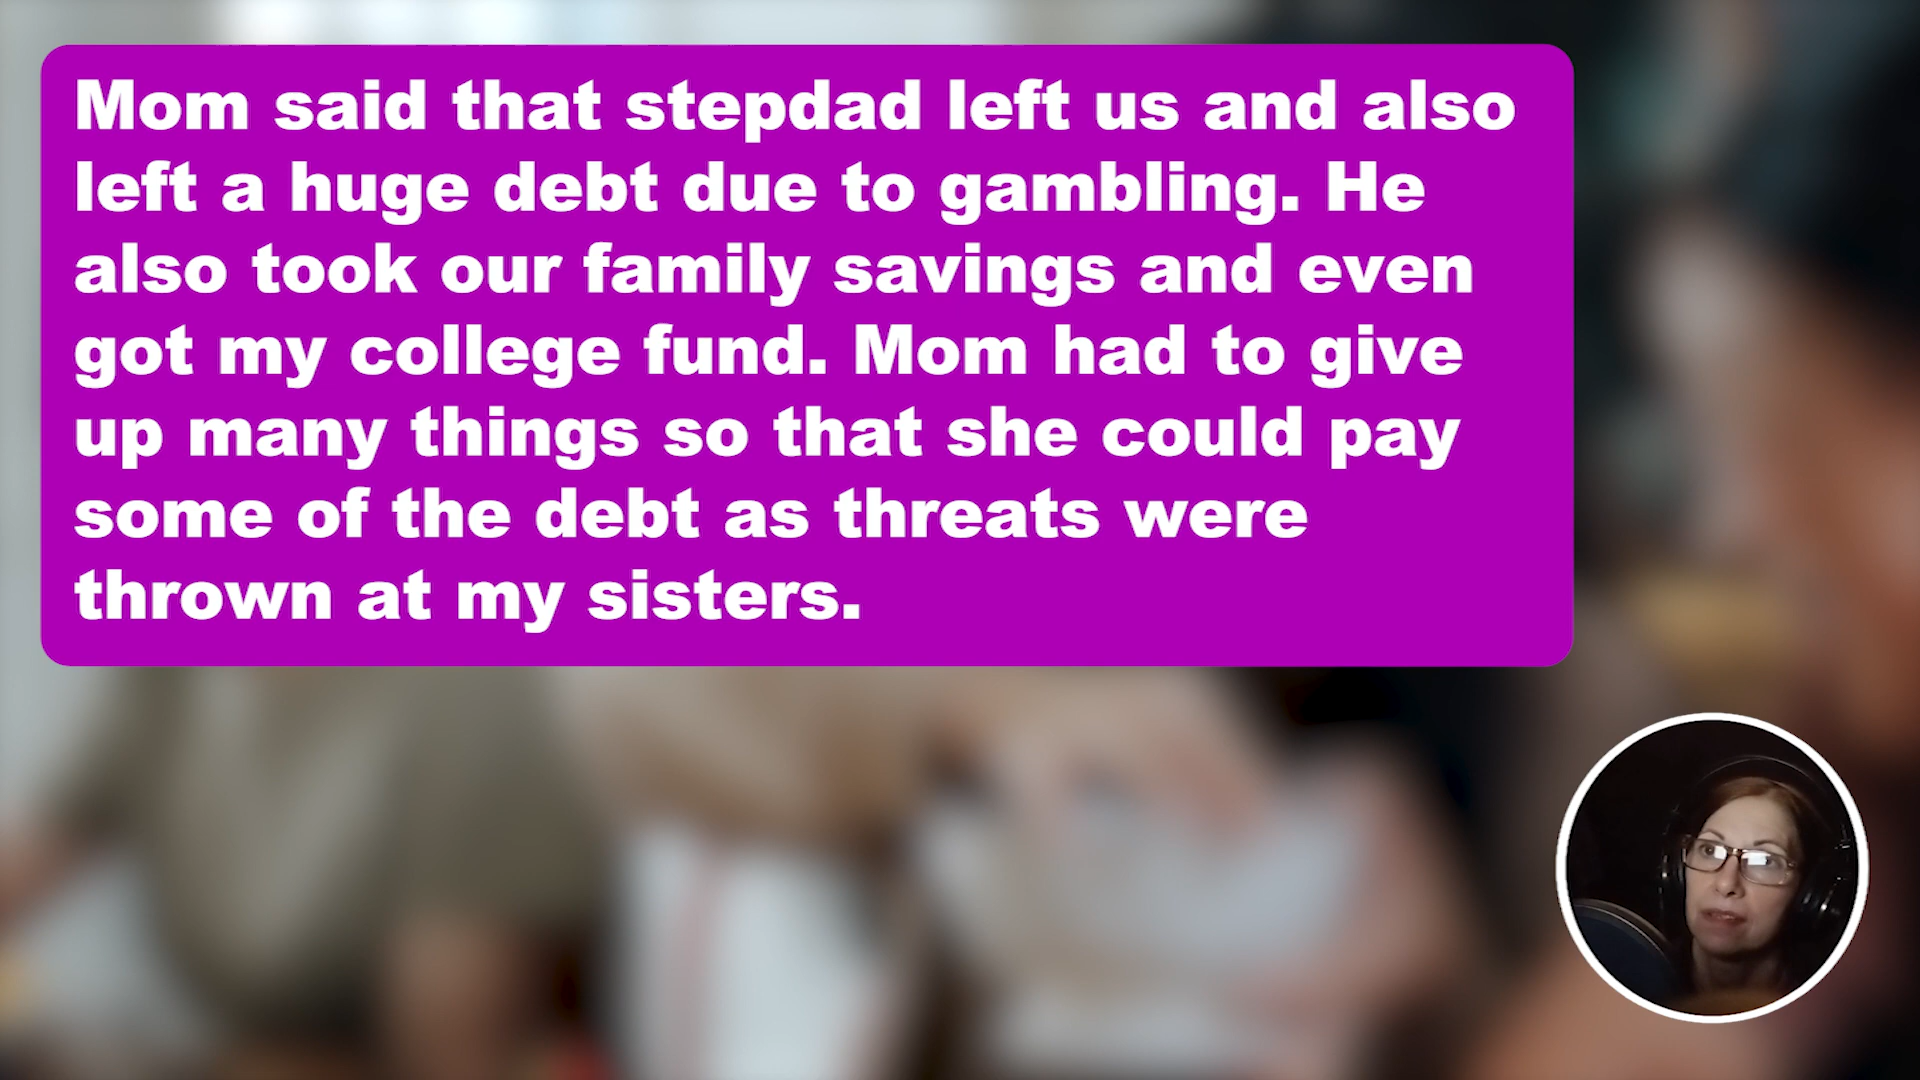 Mom said that stepdad left us and also
left a huge debt due to gambling. He
also took our family savings and even
got my college fund. Mom had to give
up many things so that she could pay
some of the debt as threats were
thrown at my sisters.